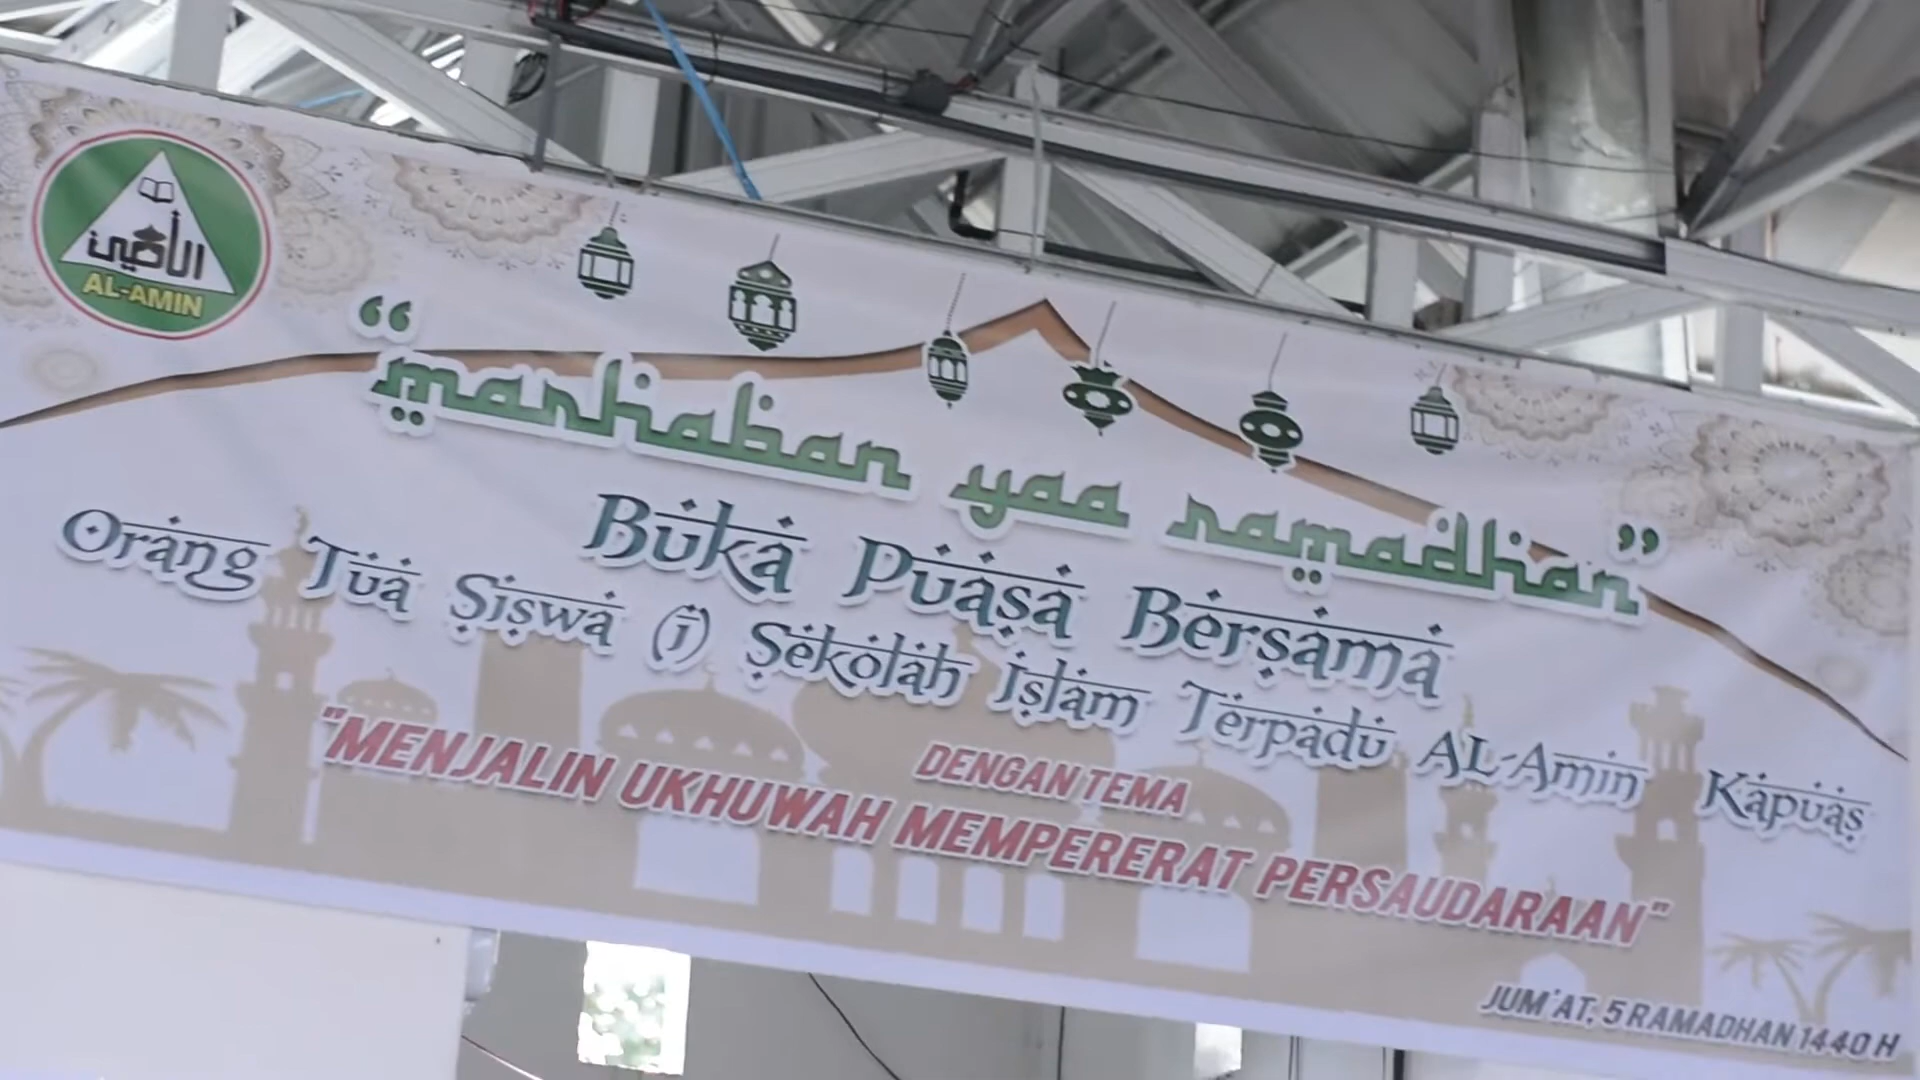 الأمين
AL-AMIN
“marhaban yaa ramadhan”
Buka Puasa Bersama
Orang Tua Siswa (i) Sekolah Islam Terpadu AL-Amin Kapuas
DENGAN TEMA
"MENJALIN UKHUWAH MEMPERERAT PERSAUDARAAN"
JUM'AT, 5 RAMADHAN 1440 H